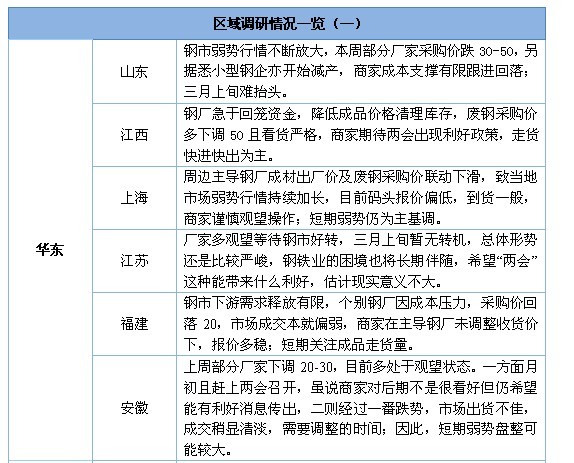 区域调研情况一览（一）
华东
山东
钢市弱势行情不断放大，本周部分厂家采购价跌 30-50，另
据悉小型钢企亦开始减产，商家成本支撑有限跟进回落；
三月上旬难抬头。
江西
钢厂急于回笼资金，降低成品价格清理库存，废钢采购价
多下调 50 且看货严格，商家期待两会出现利好政策，走货
快进快出为主。
上海
周边主导钢厂成材出厂价及废钢采购价联动下滑，致当地
市场弱势行情持续加长，目前码头报价偏低，到货一般，
商家谨慎观望操作；短期弱势仍为主基调。
江苏
厂家多观望等待钢市好转，三月上旬暂无转机，总体形势
还是比较严峻，钢铁业的困境也将长期伴随，希望“两会”
这种能带来什么利好，估计现实意义不大。
福建
钢市下游需求释放有限，个别钢厂因成本压力，采购价回
落 20，市场成交本就偏弱，商家在主导钢厂未调整收货价
下，报价多稳；短期关注成品走货量。
安徽
上周部分厂家下调 20-30，目前多处于观望状态。一方面月
初且赶上两会召开，虽说商家对后期不是很看好但仍希望
能有利好消息传出，二则经过一番跌势，市场出货不佳，
成交稍显清淡，需要调整的时间；因此，短期弱势盘整可
能较大。